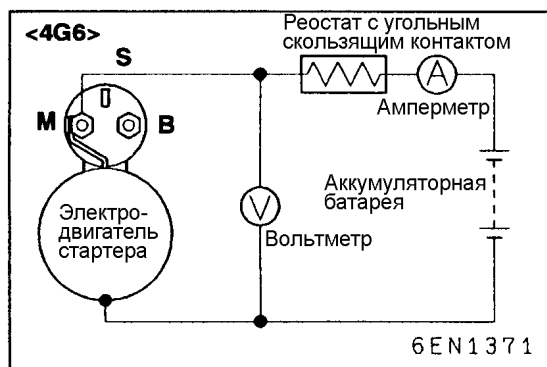 <4G6>
Реостат с угольным
скользящим контактом
S
M
B
A
Амперметр
Аккумуляторная
батарея
Электро-
двигатель
стартера
V
Вольтметр
6EN1371